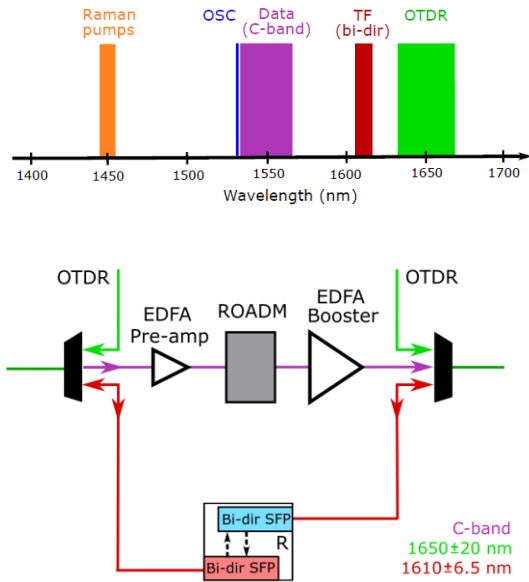 Raman
pumps
OSC
Data
(C-band)
TF
(bi-dir)
OTDR
1400
1450
1500
1550
1600
1650
1700
Wavelength (nm)
OTDR
EDFA
Pre-amp
ROADM
EDFA
Booster
OTDR
Bi-dir SFP
R
Bi-dir SFP
C-band
1650±20 nm
1610±6.5 nm